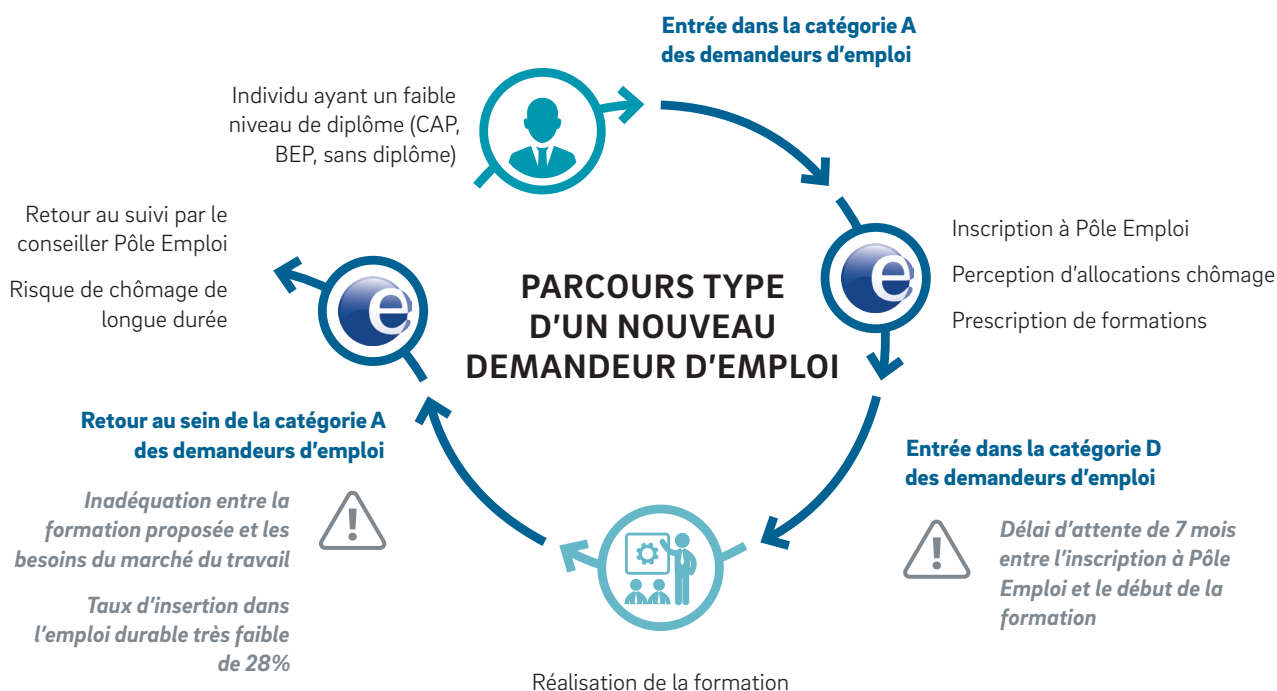 Entrée dans la catégorie A
des demandeurs d’emploi
Individu ayant un faible
niveau de diplôme (CAP,
BEP, sans diplôme)
Inscription à Pôle Emploi
Perception d’allocations chômage
Prescription de formations
Retour au suivi par le
conseiller Pôle Emploi
Risque de chômage de
longue durée
PARCOURS TYPE
D’UN NOUVEAU
DEMANDEUR D’EMPLOI
Entrée dans la catégorie D
des demandeurs d’emploi
Délai d’attente de 7 mois
entre l’inscription à Pôle
Emploi et le début de la
formation
Réalisation de la formation
Retour au sein de la catégorie A
des demandeurs d’emploi
Inadéquation entre la
formation proposée et les
besoins du marché du travail
Taux d’insertion dans
l’emploi durable très faible
de 28%
e
e
!
!